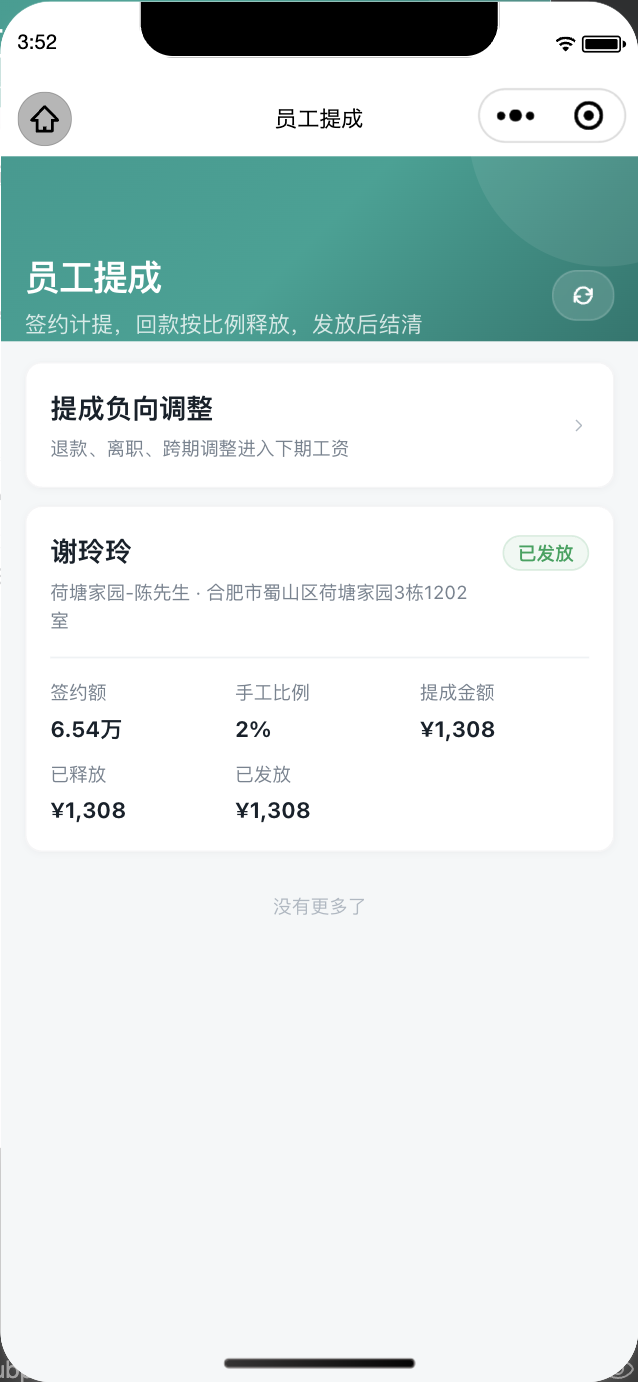 3:52
员工提成
员工提成
签约计提，回款按比例释放，发放后结清
提成负向调整
退款、离职、跨期调整进入下期工资
谢玲玲
已发放
荷塘家园-陈先生 · 合肥市蜀山区荷塘家园3栋1202
室
签约额 手工比例 提成金额
6.54万 2% ¥1,308
已释放 已发放
¥1,308 ¥1,308
没有更多了